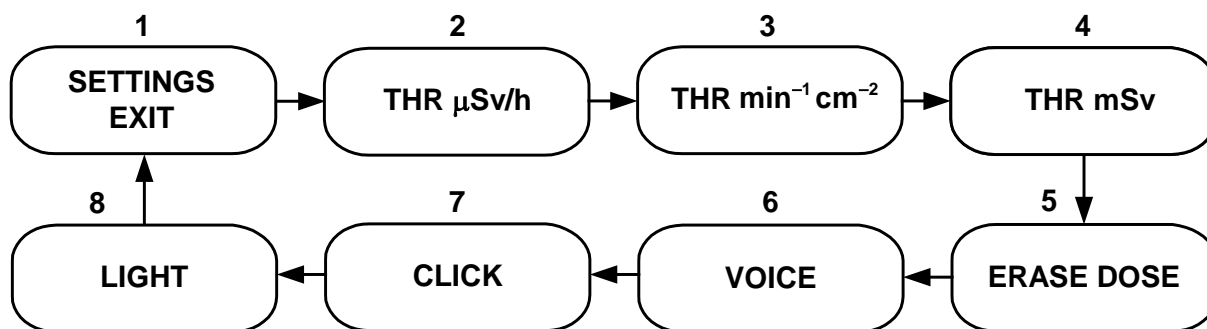 1
SETTINGS
EXIT
2
THR μSv/h
3
THR min⁻¹ cm⁻²
4
THR mSv
5
ERASE DOSE
6
VOICE
7
CLICK
8
LIGHT